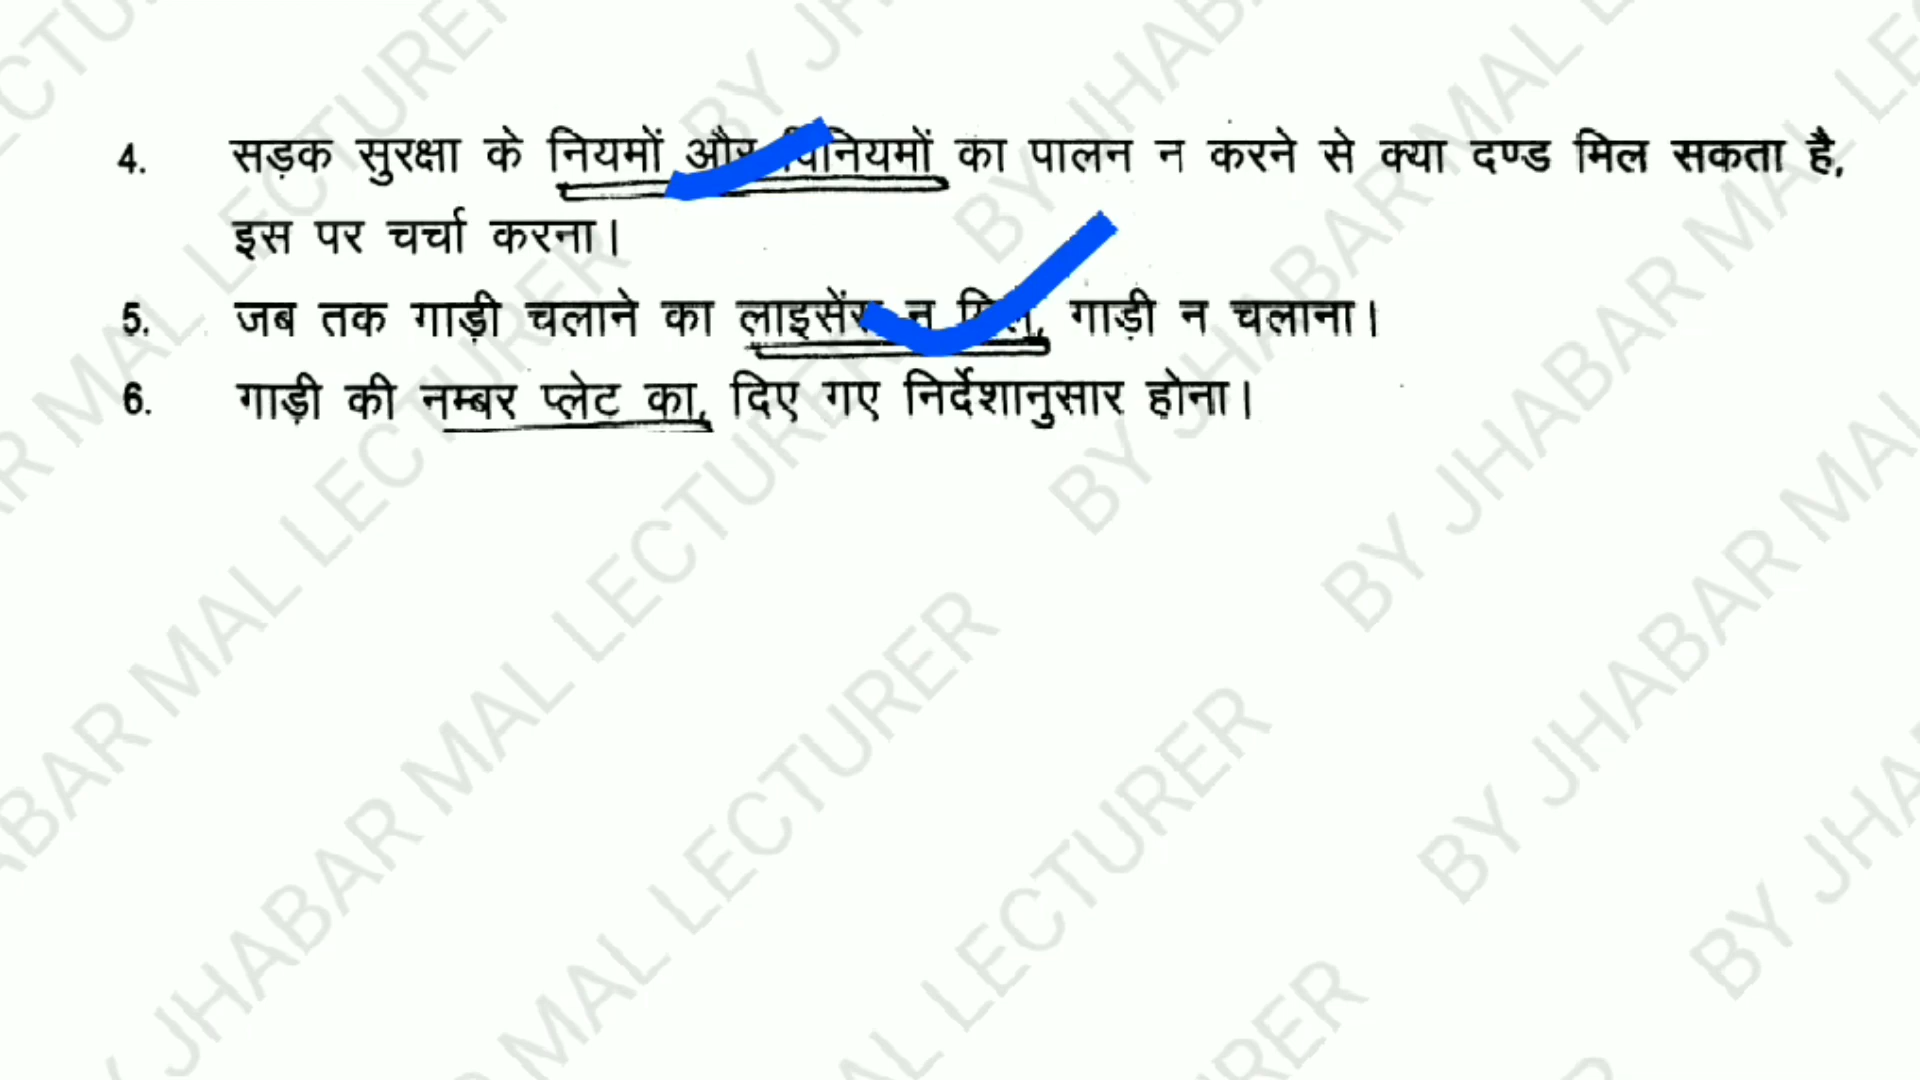 4. सड़क सुरक्षा के नियमों और विनियमों का पालन न करने से क्या दण्ड मिल सकता है,
इस पर चर्चा करना।
5. जब तक गाड़ी चलाने का लाइसेंस न मिले, गाड़ी न चलाना।
6. गाड़ी की नम्बर प्लेट का, दिए गए निर्देशानुसार होना।
BY JHABAR MAL LECTURER